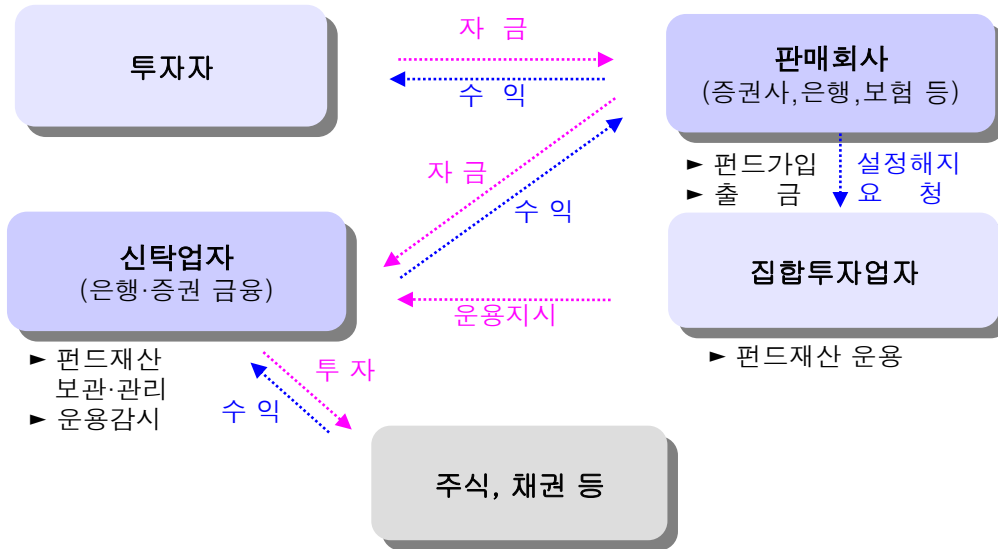 투자자
자 금
수 익
판매회사
(증권사,은행,보험 등)
► 펀드가입
► 출 금
설정해지
요 청
자 금
수 익
신탁업자
(은행·증권 금융)
► 펀드재산
보관·관리
► 운용감시
운용지시
집합투자업자
► 펀드재산 운용
투 자
수 익
주식, 채권 등